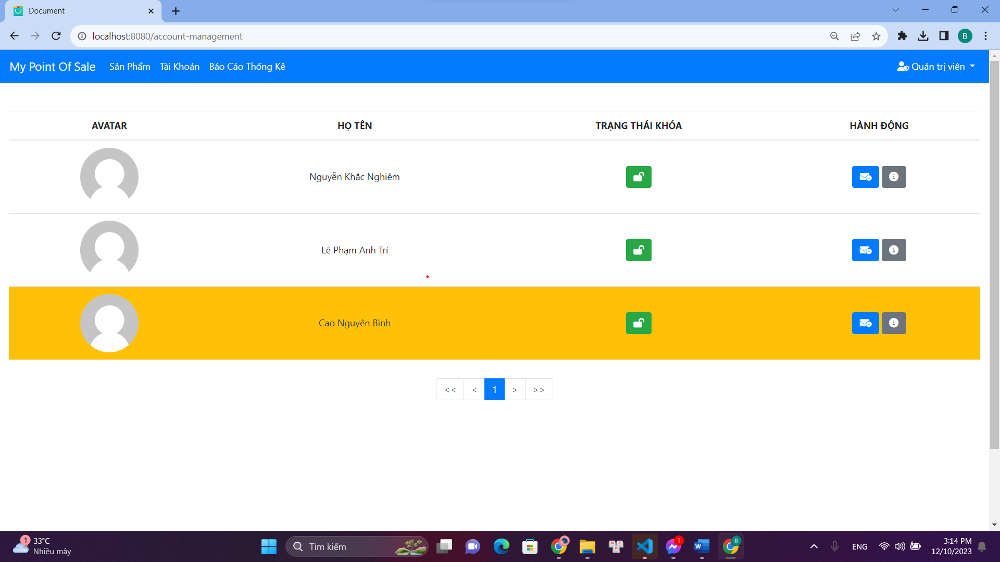 Document
localhost:8080/account-management
B
My Point Of Sale Sản Phẩm Tài Khoản Báo Cáo Thống Kê Quản trị viên
AVATAR HỌ TÊN TRẠNG THÁI KHÓA HÀNH ĐỘNG
Nguyễn Khắc Nghiêm
Lê Phạm Anh Trí
Cao Nguyên Bình
<< < 1 > >>
1 33°C
Nhiều mây
Tìm kiếm
1
W
B
ENG
3:14 PM
12/10/2023